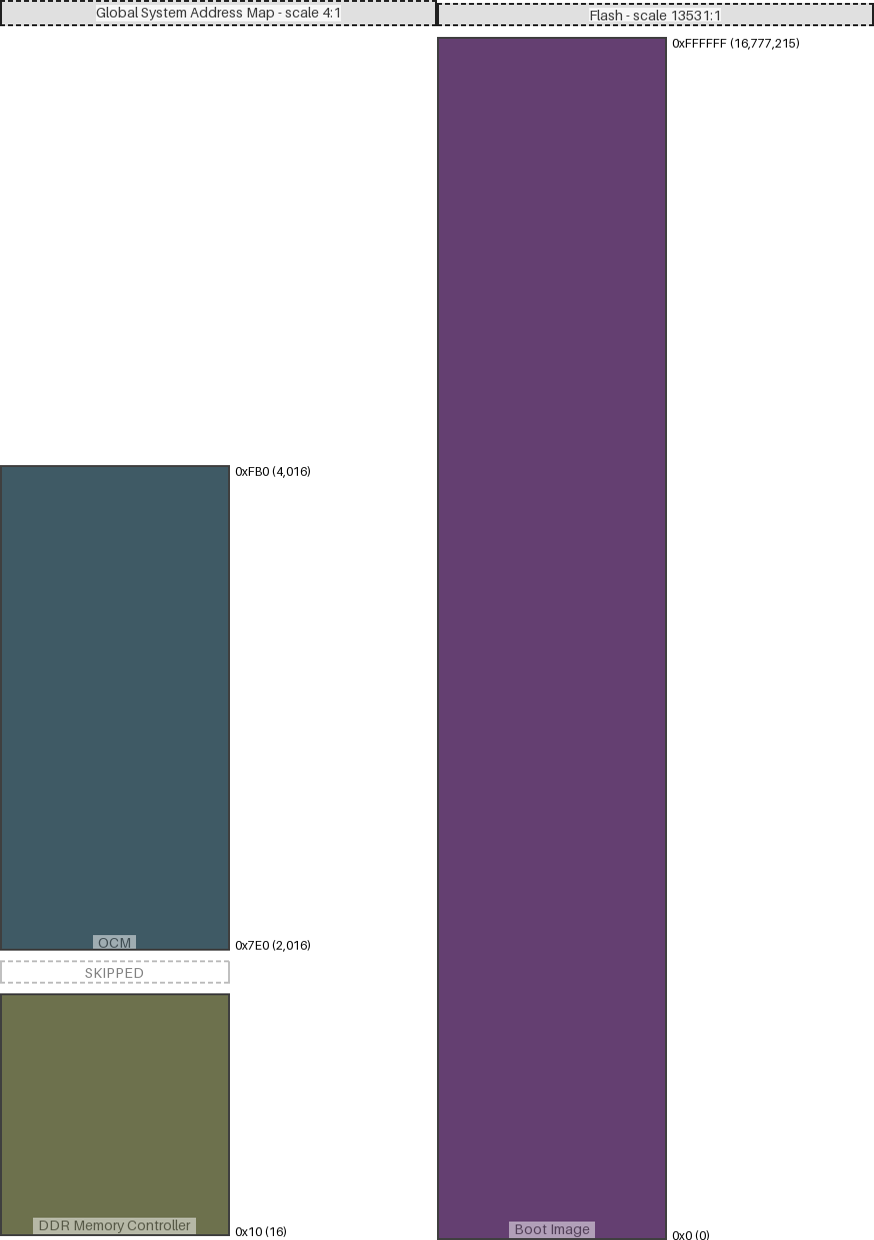 Global System Address Map - scale 4:1
Flash - scale 13531:1
0xFFFFFF (16,777,215)
0xFB0 (4,016)
OCM
0x7E0 (2,016)
SKIPPED
DDR Memory Controller
0x10 (16)
Boot Image
0x0 (0)